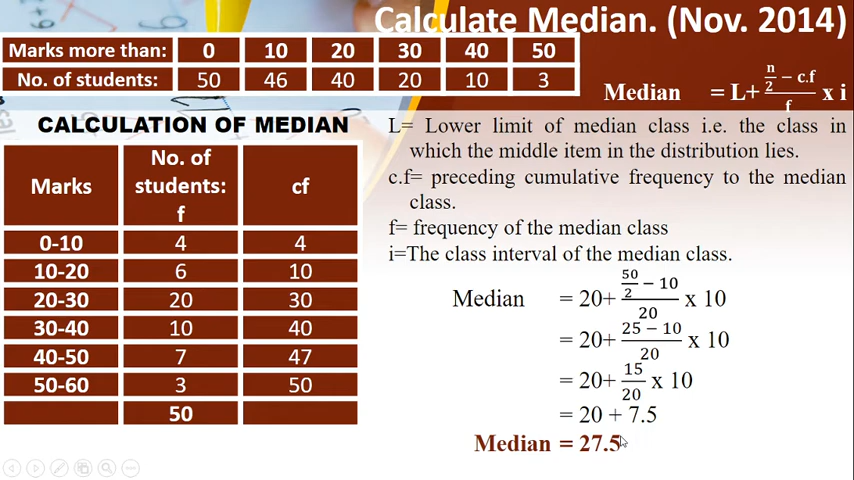 Calculate Median. (Nov. 2014)
Marks more than: 0 10 20 30 40 50
No. of students: 50 46 40 20 10 3
Median = L+ (n/2 − c.f)/f x i
CALCULATION OF MEDIAN
Marks No. of students: f cf
0-10 4 4
10-20 6 10
20-30 20 30
30-40 10 40
40-50 7 47
50-60 3 50
50
L= Lower limit of median class i.e. the class in
which the middle item in the distribution lies.
c.f= preceding cumulative frequency to the median
class.
f= frequency of the median class
i=The class interval of the median class.
Median = 20+ (50/2 − 10)/20 x 10
= 20+ (25 − 10)/20 x 10
= 20+ 15/20 x 10
= 20 + 7.5
Median = 27.5